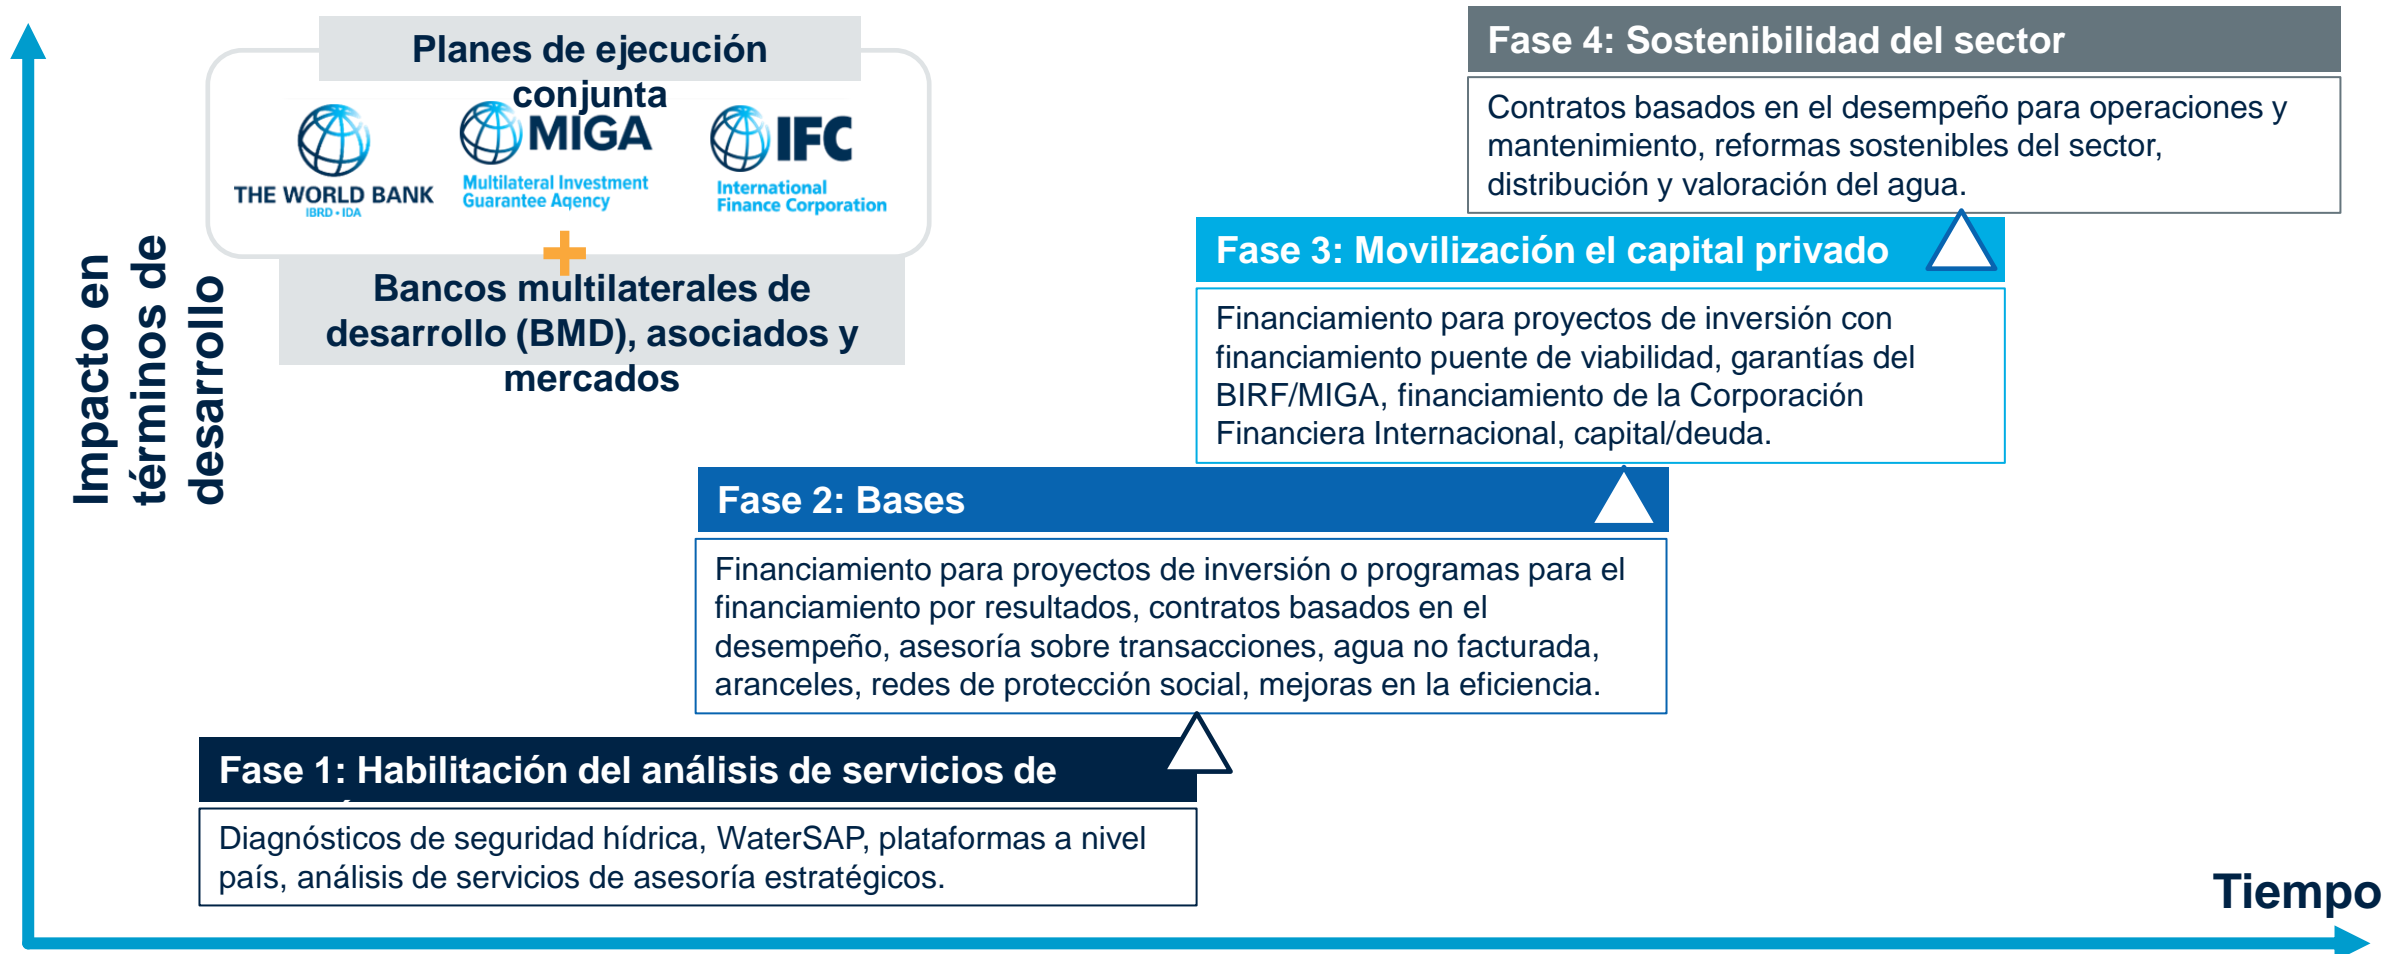 Planes de ejecución
conjunta
THE WORLD BANK
IBRD • IDA
MIGA
Multilateral Investment
Guarantee Agency
IFC
International
Finance Corporation
+
Bancos multilaterales de
desarrollo (BMD), asociados y
mercados
Impacto en
términos de
desarrollo
Fase 4: Sostenibilidad del sector
Contratos basados en el desempeño para operaciones y
mantenimiento, reformas sostenibles del sector,
distribución y valoración del agua.
Fase 3: Movilización el capital privado
Financiamiento para proyectos de inversión con
financiamiento puente de viabilidad, garantías del
BIRF/MIGA, financiamiento de la Corporación
Financiera Internacional, capital/deuda.
Fase 2: Bases
Financiamiento para proyectos de inversión o programas para el
financiamiento por resultados, contratos basados en el
desempeño, asesoría sobre transacciones, agua no facturada,
aranceles, redes de protección social, mejoras en la eficiencia.
Fase 1: Habilitación del análisis de servicios de
Diagnósticos de seguridad hídrica, WaterSAP, plataformas a nivel
país, análisis de servicios de asesoría estratégicos.
Tiempo